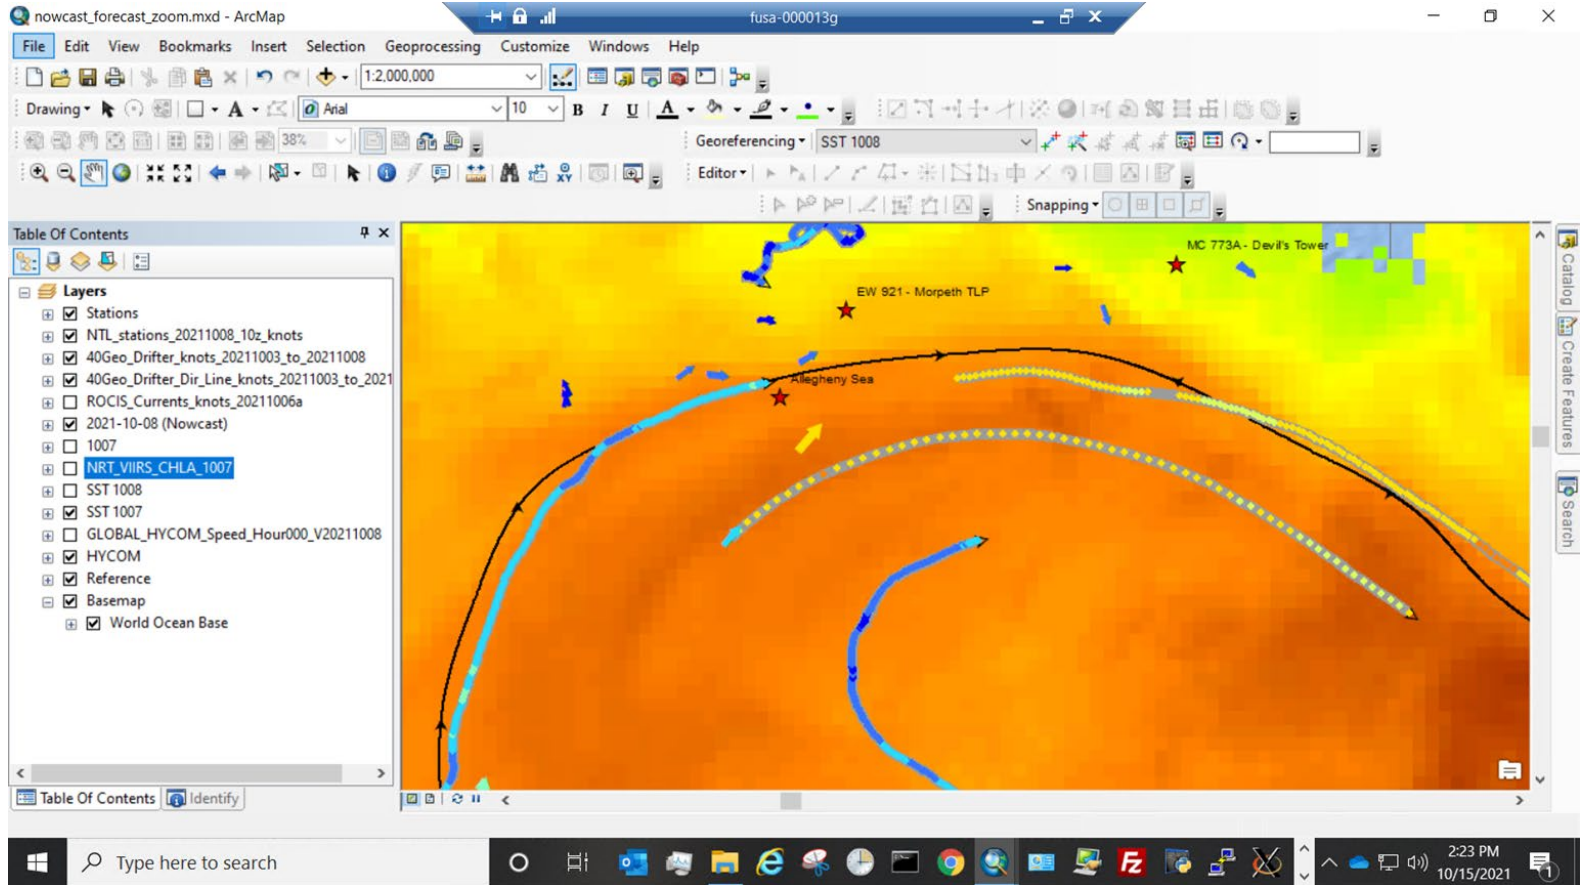 nowcast_forecast_zoom.mxd - ArcMap
fusa-000013g
File Edit View Bookmarks Insert Selection Geoprocessing Customize Windows Help
1:2,000,000
Drawing A Arial 10 B I U A
38%
Georeferencing SST 1008
XY
Editor
Snapping
Table Of Contents
Layers
Stations
NTL_stations_20211008_10z_knots
40Geo_Drifter_knots_20211003_to_20211008
40Geo_Drifter_Dir_Line_knots_20211003_to_2021
ROCIS_Currents_knots_20211006a
2021-10-08 (Nowcast)
1007
NRT_VIIRS_CHLA_1007
SST 1008
SST 1007
GLOBAL_HYCOM_Speed_Hour000_V20211008
HYCOM
Reference
Basemap
World Ocean Base
Table Of Contents Identify
MC 773A - Devil's Tower
EW 921 - Morpeth TLP
Allegheny Sea
Catalog
Create Features
Search
Type here to search
2:23 PM
10/15/2021
1